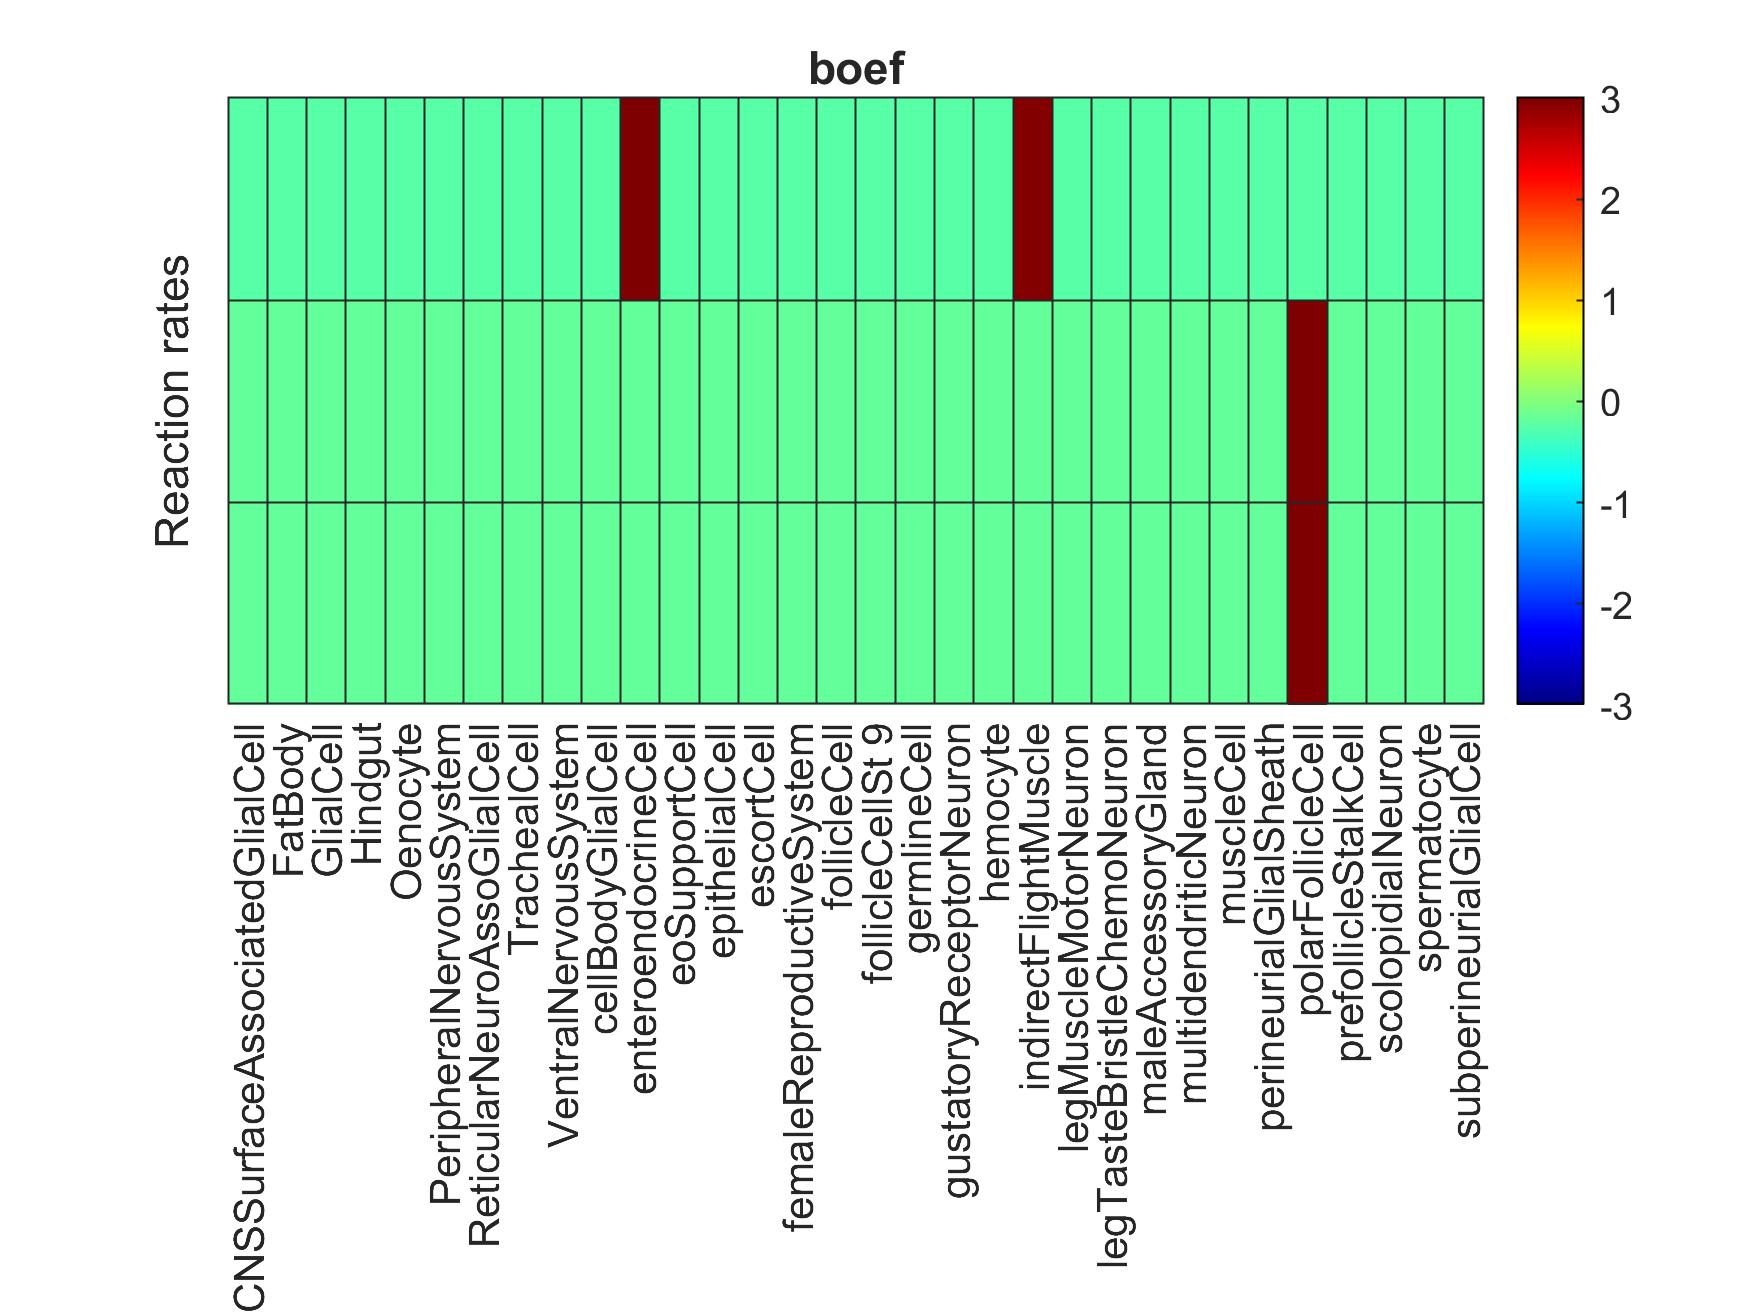 boef
Reaction rates
3
2
1
0
-1
-2
-3
CNSSurfaceAssociatedGlialCell
FatBody
GlialCell
Hindgut
Oenocyte
PeripheralNervousSystem
ReticularNeuroAssoGlialCell
TrachealCell
VentralNervousSystem
cellBodyGlialCell
enteroendocrineCell
eoSupportCell
epithelialCell
escortCell
femaleReproductiveSystem
follicleCell
follicleCellSt 9
germlineCell
gustatoryReceptorNeuron
hemocyte
indirectFlightMuscle
legMuscleMotorNeuron
legTasteBristleChemoNeuron
maleAccessoryGland
multidendriticNeuron
muscleCell
perineurialGlialSheath
polarFollicleCell
prefollicleStalkCell
scolopidialNeuron
spermatocyte
subperineurialGlialCell